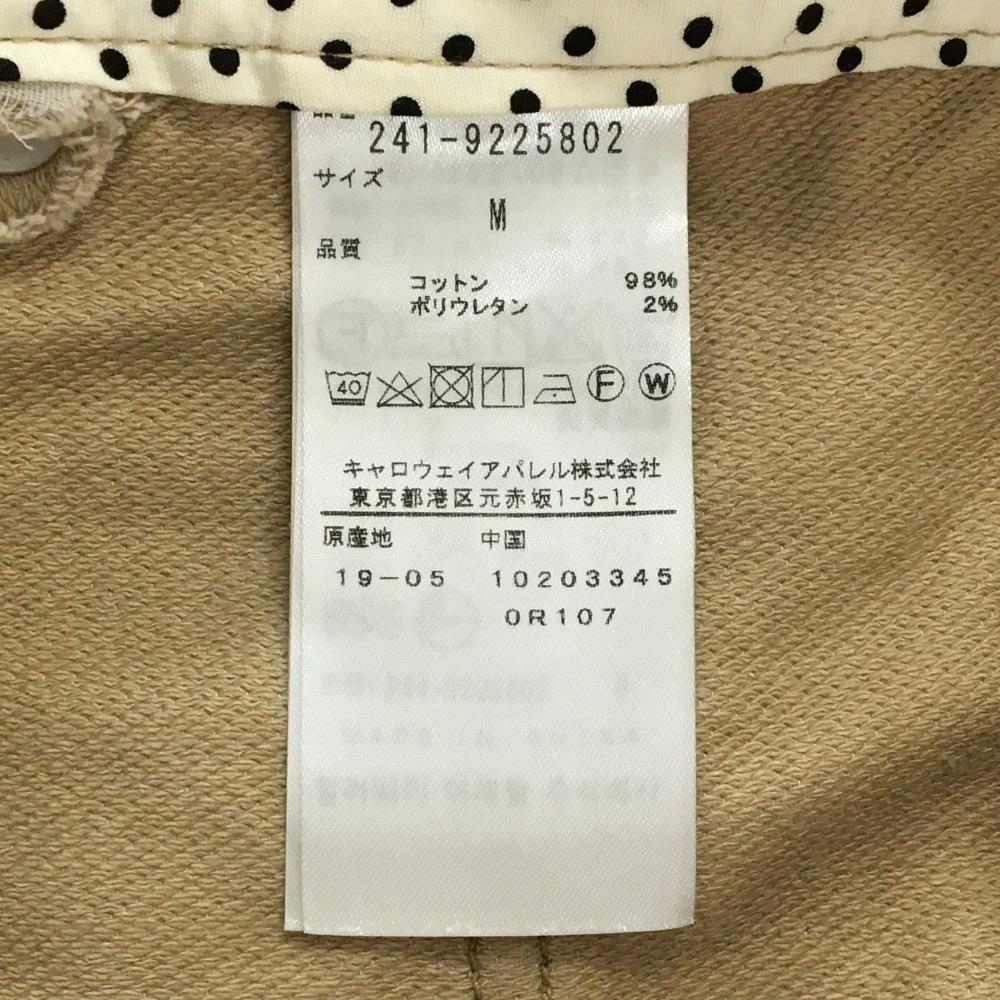 241-9225802
サイズ
M
品質
コットン 98%
ポリウレタン 2%
40 F W
キャロウェイアパレル株式会社
東京都港区元赤坂1-5-12
原産地 中国
19-05 10203345
0R107